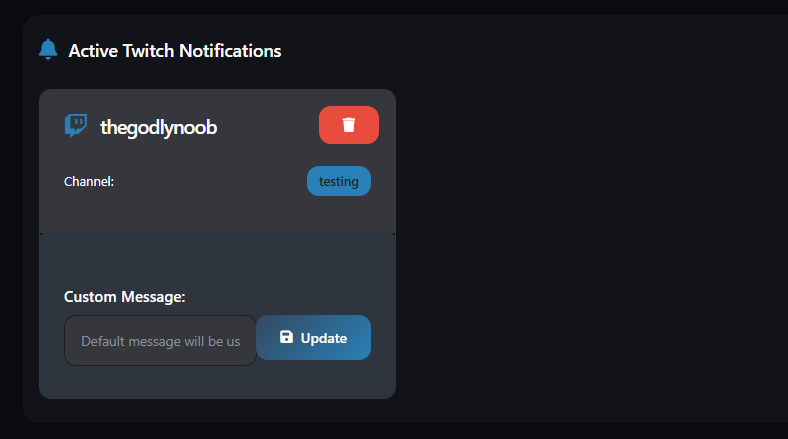 Active Twitch Notifications
thegodlynoob
Channel:
testing
Custom Message:
Default message will be us
Update